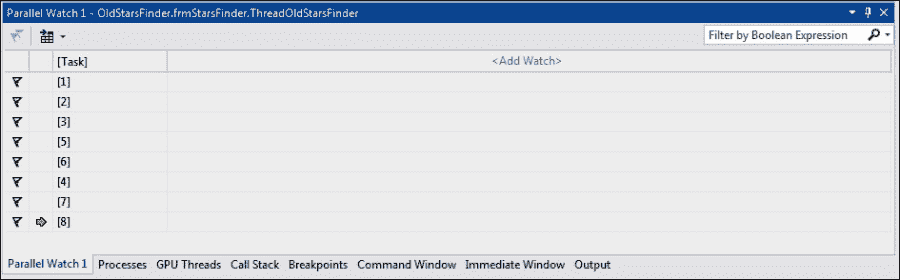 Parallel Watch 1 - OldStarsFinder.frmStarsFinder.ThreadOldStarsFinder
Filter by Boolean Expression
[Task] <Add Watch>
[1]
[2]
[3]
[5]
[6]
[4]
[7]
[8]
Parallel Watch 1 Processes GPU Threads Call Stack Breakpoints Command Window Immediate Window Output